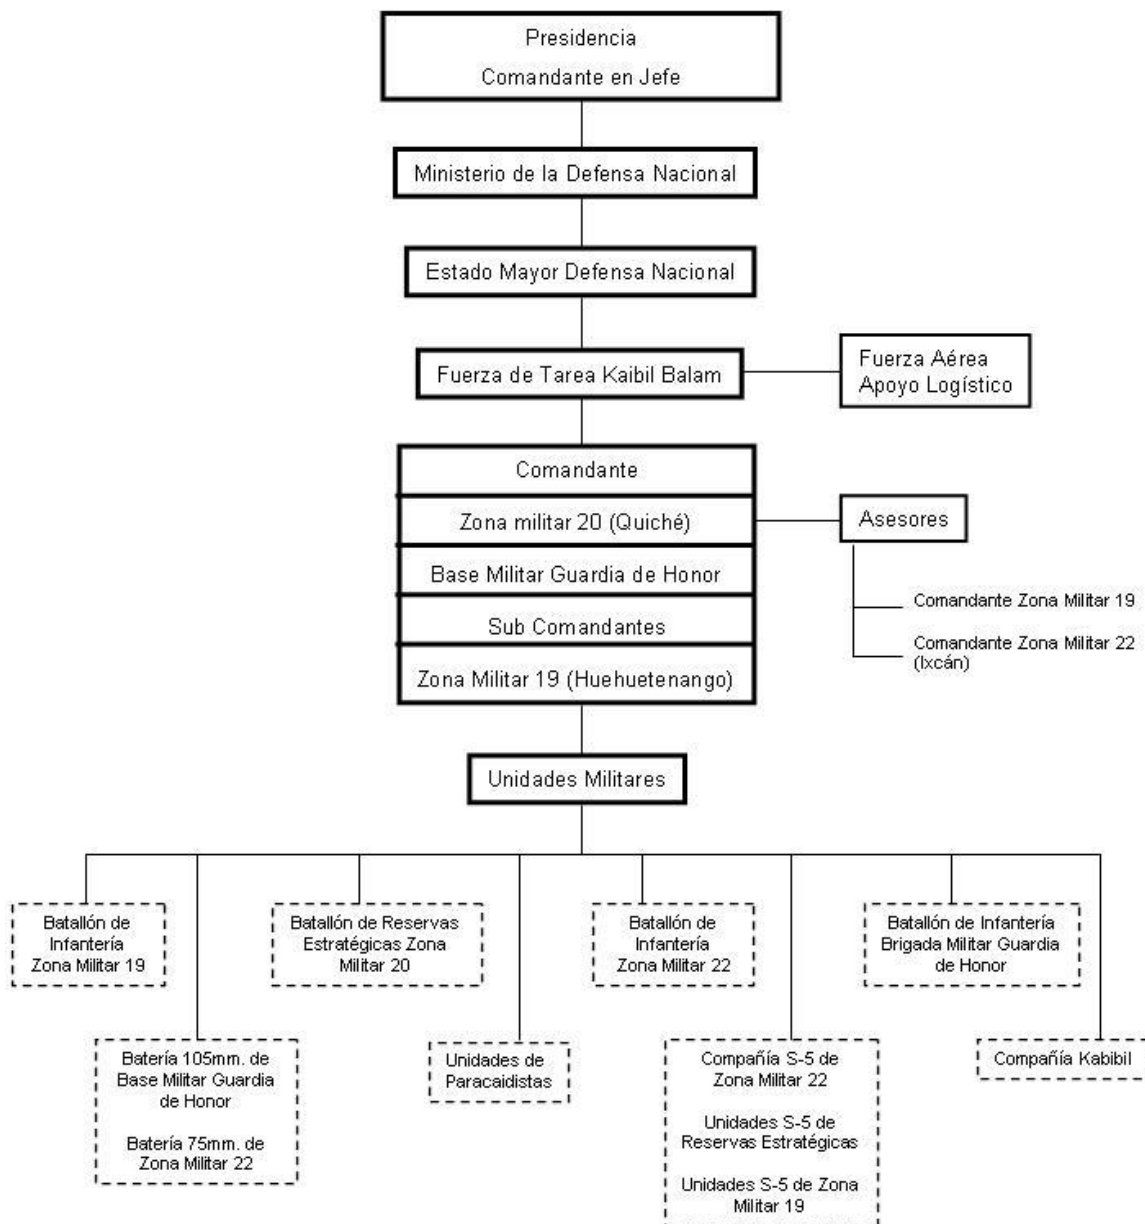 Presidencia
Comandante en Jefe
Ministerio de la Defensa Nacional
Estado Mayor Defensa Nacional
Fuerza de Tarea Kaibil Balam
Fuerza Aérea
Apoyo Logístico
Comandante
Zona militar 20 (Quiché)
Base Militar Guardia de Honor
Sub Comandantes
Zona Militar 19 (Huehuetenango)
Asesores
Comandante Zona Militar 19
Comandante Zona Militar 22
(Ixcán)
Unidades Militares
Batallón de
Infantería
Zona Militar 19
Batallón de Reservas
Estratégicas Zona
Militar 20
Batallón de
Infantería
Zona Militar 22
Batallón de Infantería
Brigada Militar Guardia
de Honor
Batería 105mm. de
Base Militar Guardia
de Honor
Batería 75mm. de
Zona Militar 22
Unidades de
Paracaidistas
Compañía S-5 de
Zona Militar 22
Unidades S-5 de
Reservas Estratégicas
Unidades S-5 de Zona
Militar 19
Compañía Kabibil